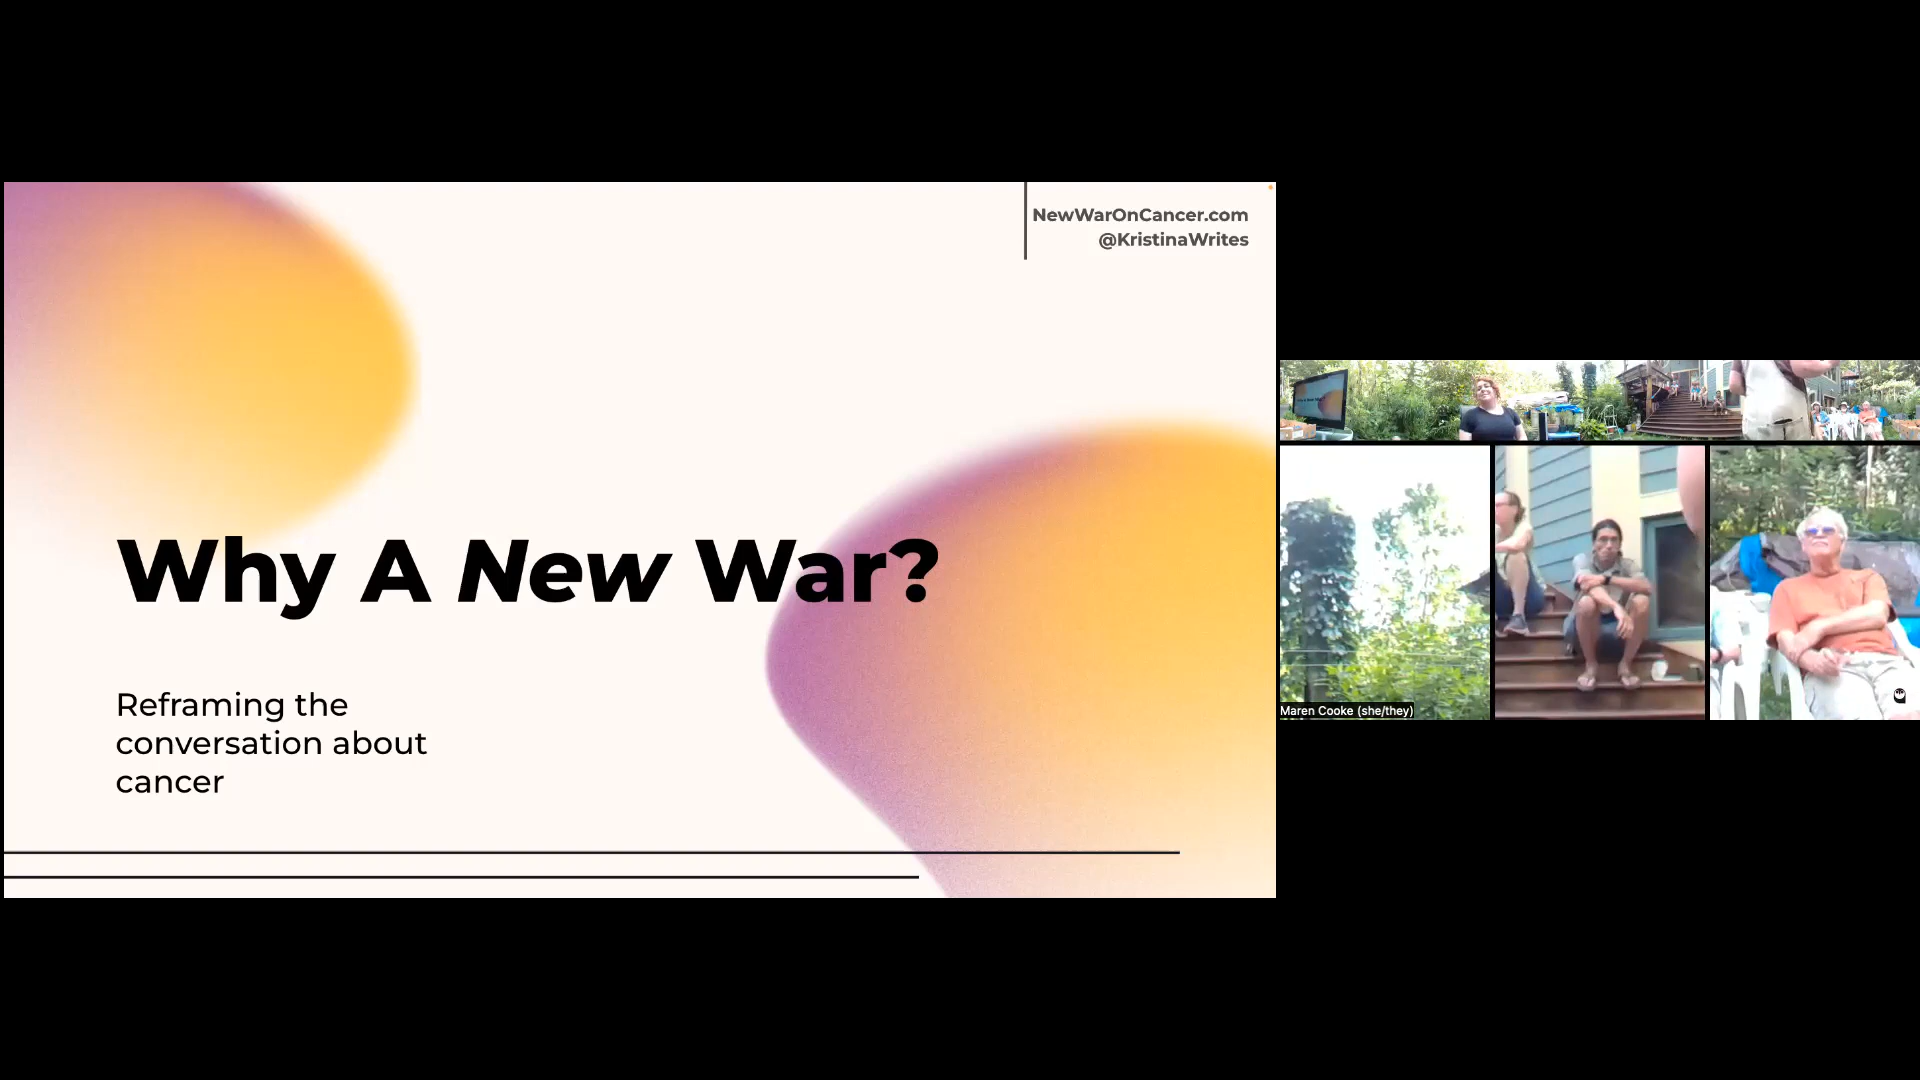 NewWarOnCancer.com
@KristinaWrites
Why A New War?
Reframing the
conversation about
cancer
Maren Cooke (she/they)